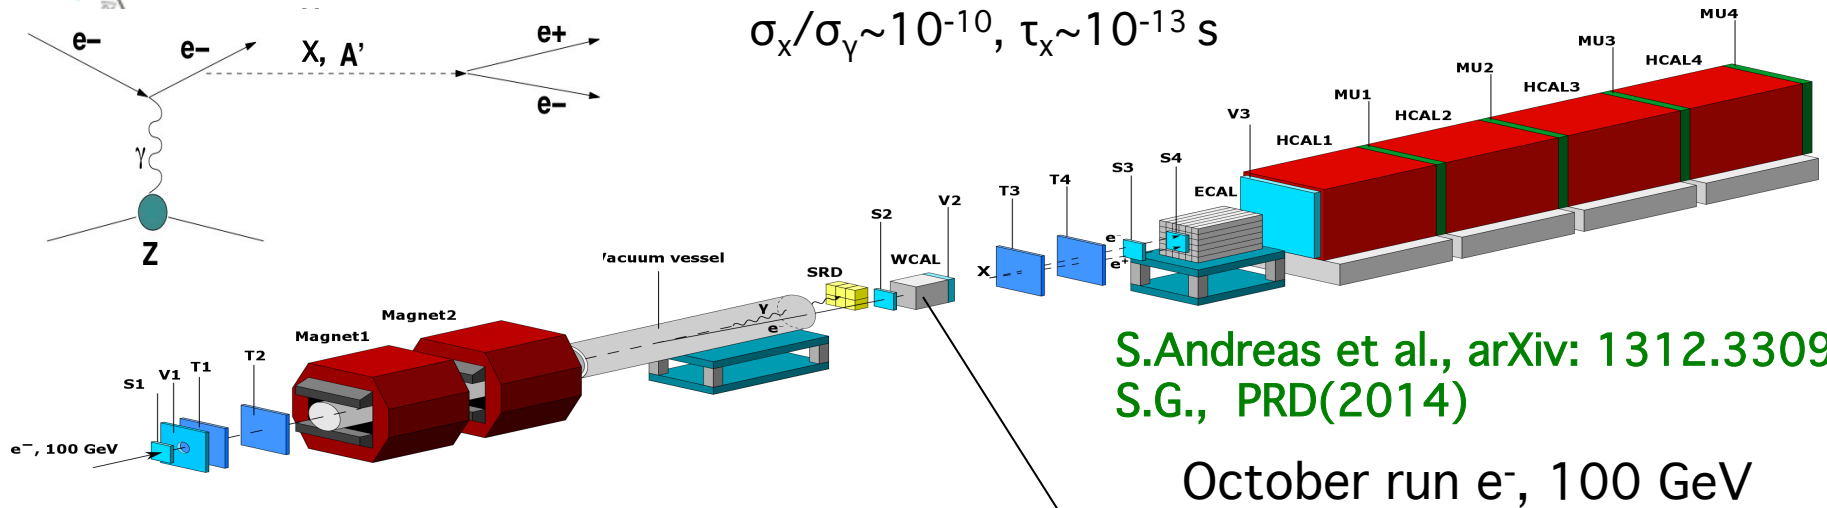 e-
e-
X, A'
e+
e-
γ
Z
σx/σγ~10⁻¹⁰, τx~10⁻¹³ s
MU4
MU3
HCAL4
MU2
HCAL3
MU1
HCAL2
V3
HCAL1
S4
S3
ECAL
T4
T3
e⁻
e⁺
X
V2
S2
WCAL
SRD
acuum vessel
γ
e⁻
Magnet2
Magnet1
T2
T1
V1
S1
e⁻, 100 GeV
S.Andreas et al., arXiv: 1312.3309
S.G., PRD(2014)
October run e⁻, 100 GeV